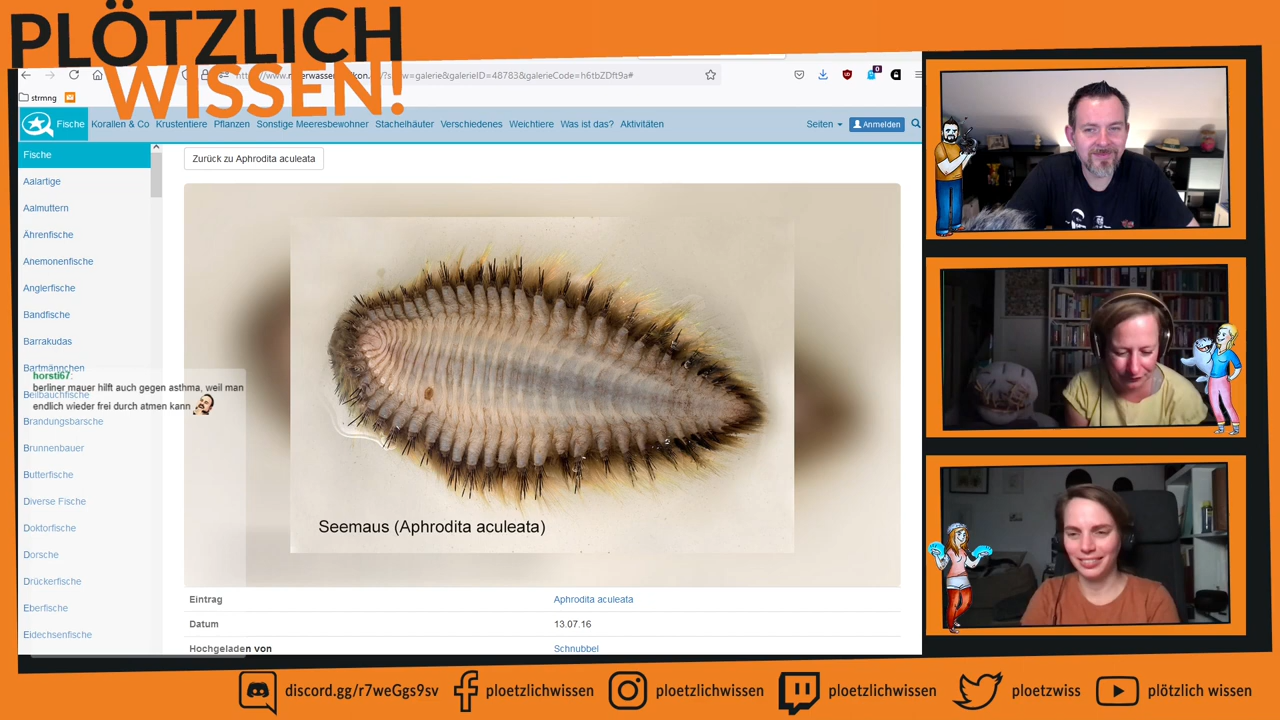 PLÖTZLICH
WISSEN!
h6tbZDft9a#
strmng
Fische Korallen & Co Krustentiere Pflanzen Sonstige Meeresbewohner Stachelhäuter Verschiedenes Weichtiere Was ist das? Aktivitäten Seiten Anmelden
Fische
Zurück zu Aphrodita aculeata
Aalartige
Aalmuttern
Ährenfische
Anemonenfische
Anglerfische
Bandfische
Barrakudas
Bartmännchen
horsti67:
berliner mauer hilft auch gegen asthma, weil man
endlich wieder frei durch atmen kann
Beilbauchfische
Brandungsbarsche
Brunnenbauer
Butterfische
Diverse Fische
Doktorfische
Dorsche
Drückerfische
Eberfische
Eidechsenfische
Seemaus (Aphrodita aculeata)
Eintrag Aphrodita aculeata
Datum 13.07.16
Hochgeladen von Schnubbel
discord.gg/r7weGgs9sv ploetzlichwissen ploetzlichwissen ploetzlichwissen ploetzwiss plötzlich wissen